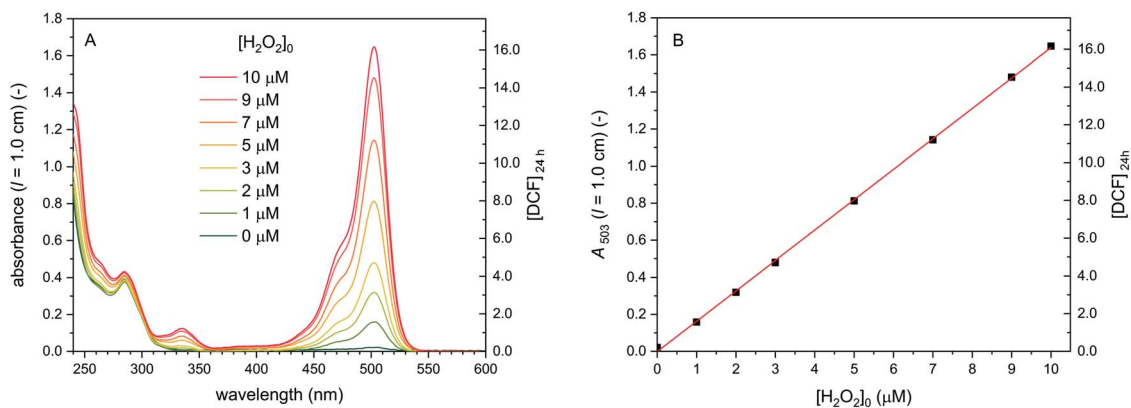 A
[H2O2]0
10 µM
9 µM
7 µM
5 µM
3 µM
2 µM
1 µM
0 µM
absorbance (l = 1.0 cm) (-)
1.8
1.6
1.4
1.2
1.0
0.8
0.6
0.4
0.2
0.0
16.0
14.0
12.0
10.0
8.0
6.0
4.0
2.0
0.0
[DCF]24 h
250 300 350 400 450 500 550 600
wavelength (nm)
B
A503 (l = 1.0 cm) (-)
1.8
1.6
1.4
1.2
1.0
0.8
0.6
0.4
0.2
0.0
16.0
14.0
12.0
10.0
8.0
6.0
4.0
2.0
0.0
[DCF]24h
0 1 2 3 4 5 6 7 8 9 10
[H2O2]0 (µM)